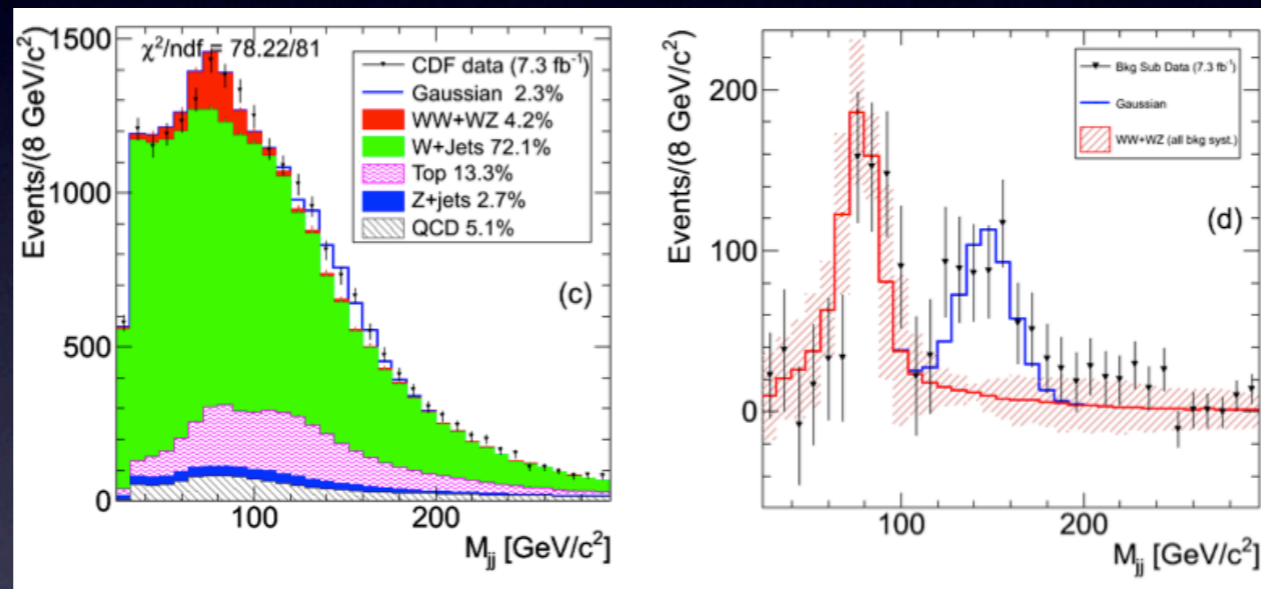 χ²/ndf = 78.22/81
CDF data (7.3 fb⁻¹)
Gaussian 2.3%
WW+WZ 4.2%
W+Jets 72.1%
Top 13.3%
Z+jets 2.7%
QCD 5.1%
(c)
Events/(8 GeV/c²)
1500
1000
500
0
100
200
M_jj [GeV/c²]
Bkg Sub Data (7.3 fb⁻¹)
Gaussian
WW+WZ (all bkg syst.)
(d)
Events/(8 GeV/c²)
200
100
0
100
200
M_jj [GeV/c²]